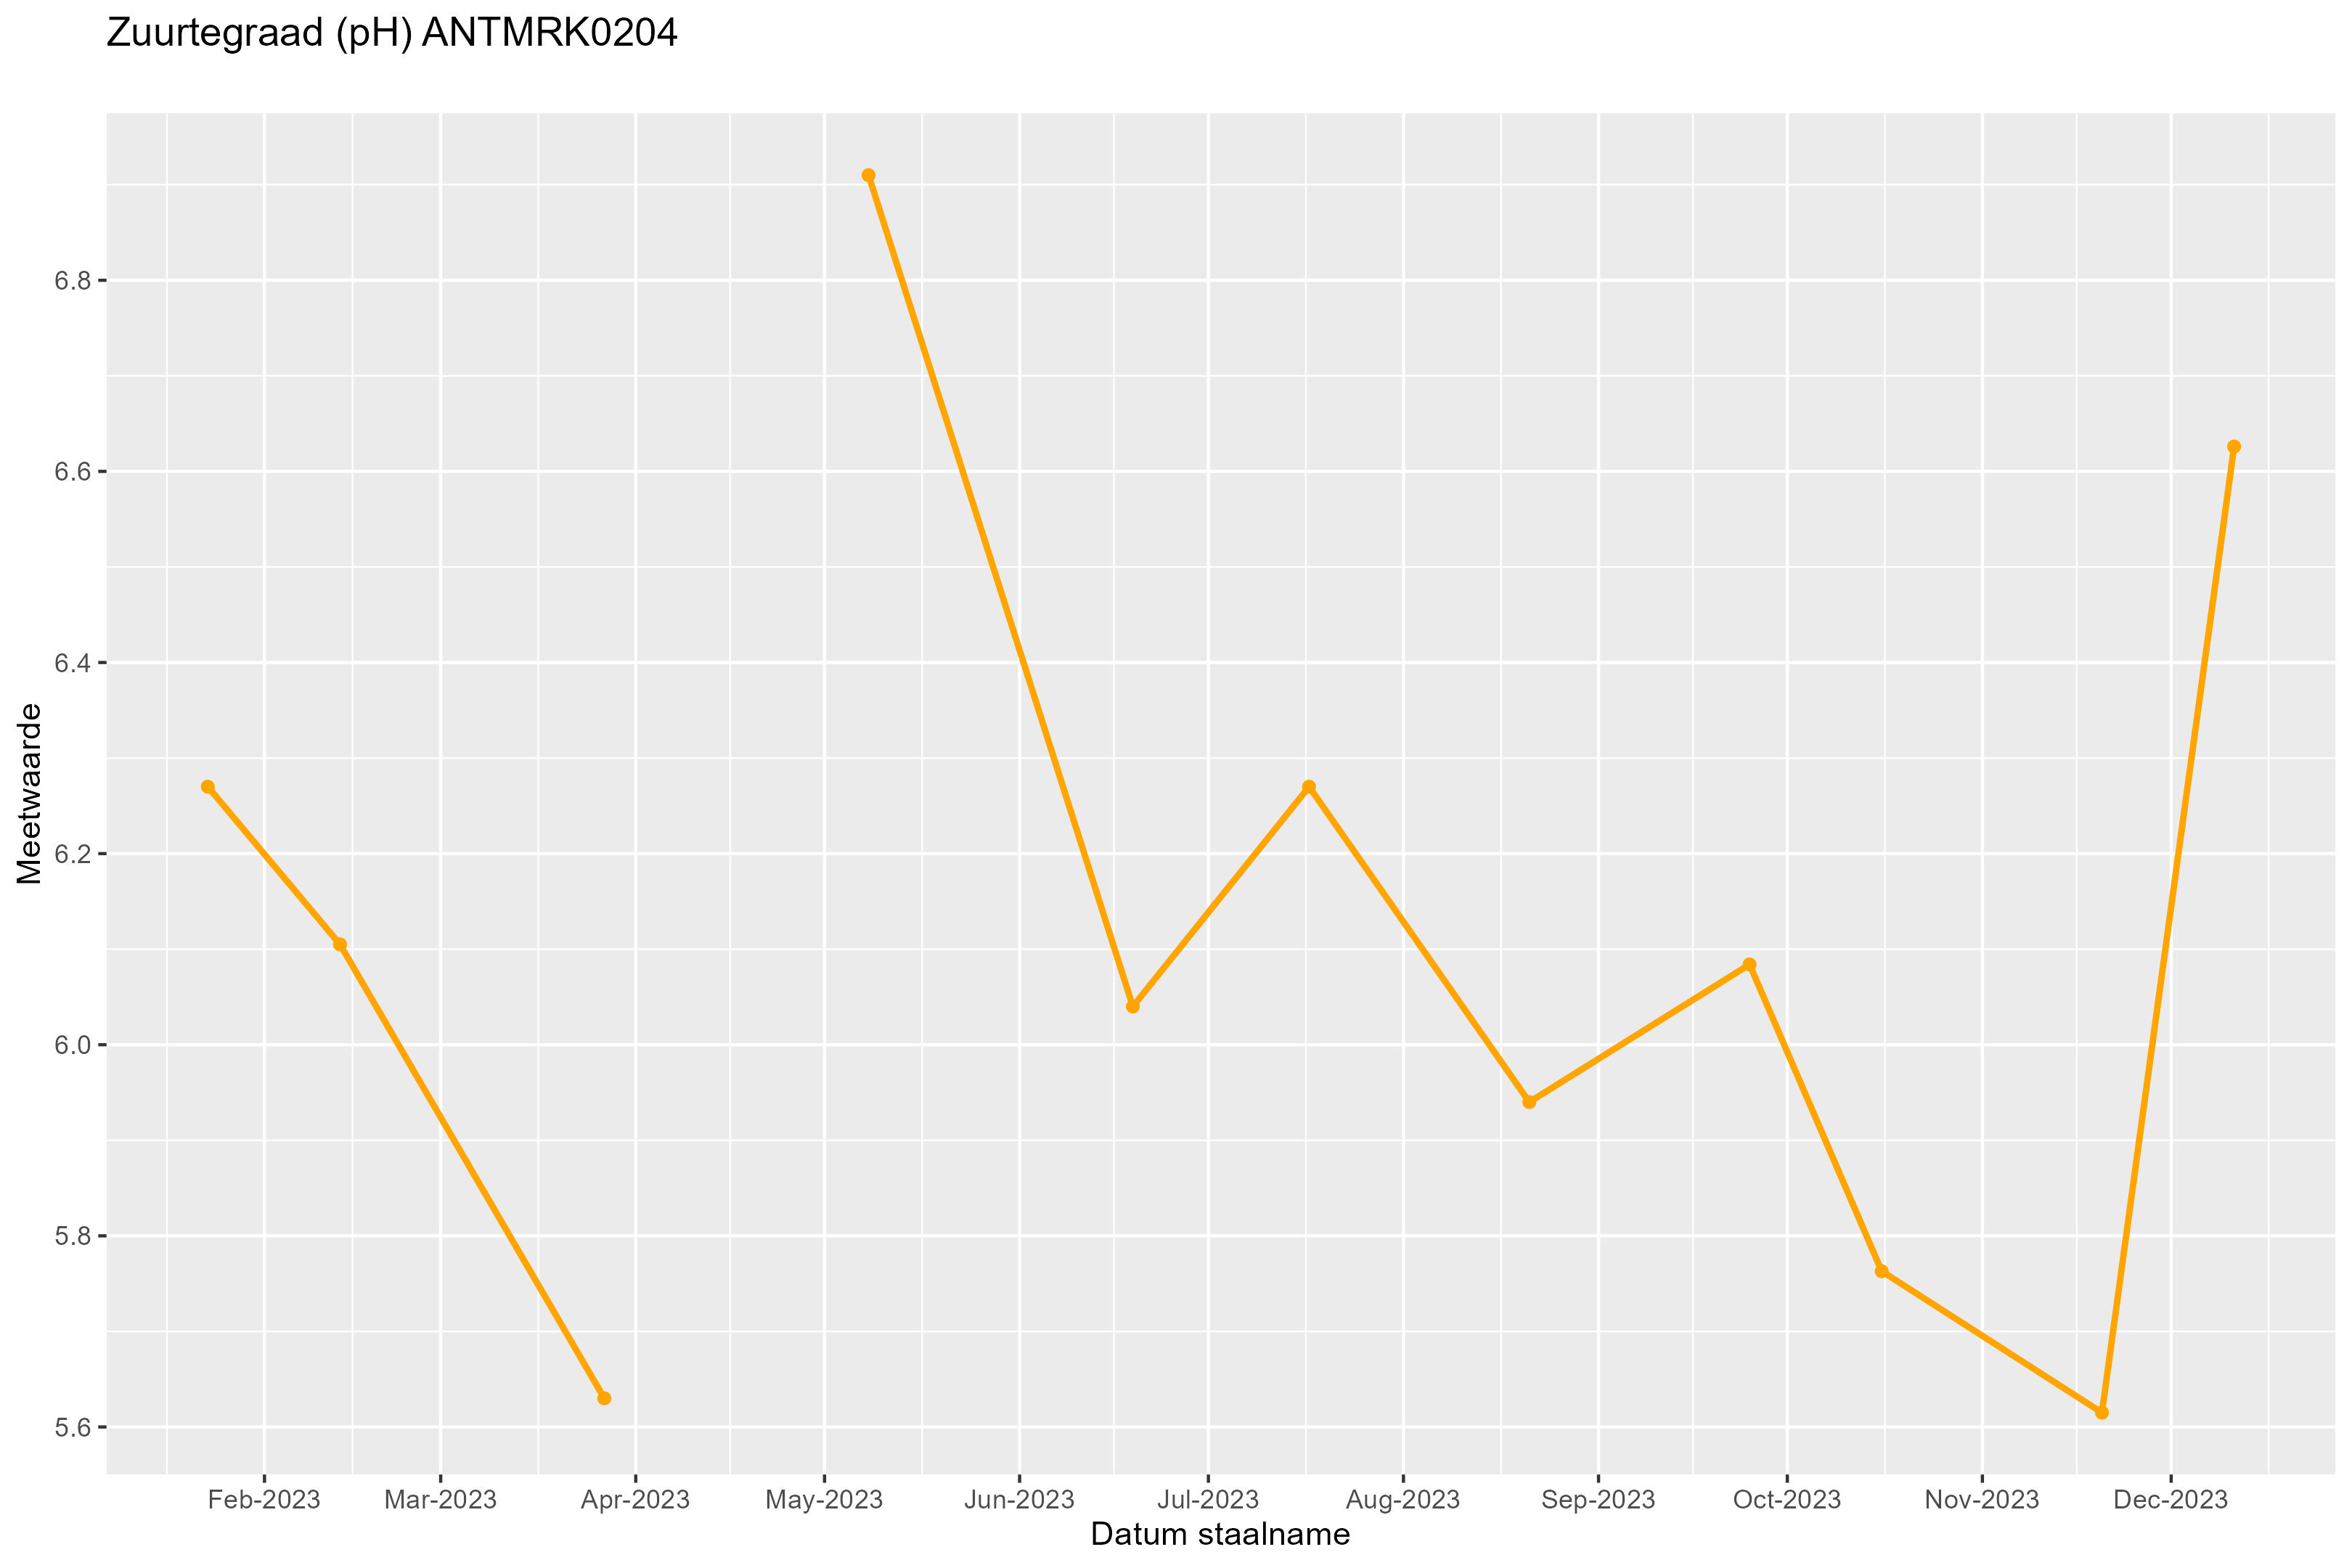 Zuurtegraad (pH) ANTMRK0204
6.8
6.6
6.4
6.2
6.0
5.8
5.6
Meetwaarde
Feb-2023 Mar-2023 Apr-2023 May-2023 Jun-2023 Jul-2023 Aug-2023 Sep-2023 Oct-2023 Nov-2023 Dec-2023
Datum staalname